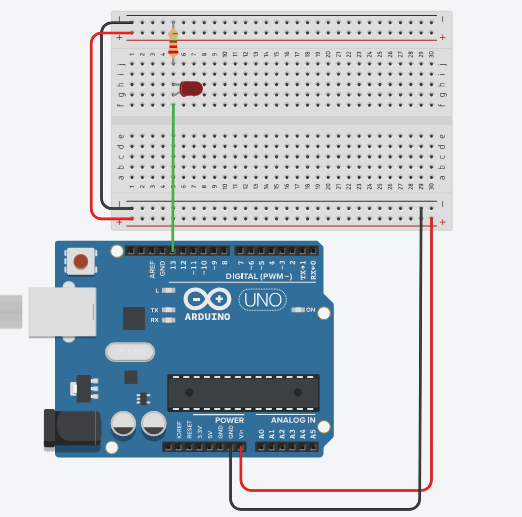 − −
+ +
1 2 3 4 5 6 7 8 9 10 11 12 13 14 15 16 17 18 19 20 21 22 23 24 25 26 27 28 29 30
j j
i i
h h
g g
f f
e e
d d
c c
b b
a a
1 2 3 4 5 6 7 8 9 10 11 12 13 14 15 16 17 18 19 20 21 22 23 24 25 26 27 28 29 30
− −
+ +
AREF GND 13 12 ~11 ~10 ~9 8 7 ~6 ~5 4 ~3 2 TX→1 RX←0
DIGITAL (PWM~)
L
TX
RX
UNO
ON
ARDUINO
POWER ANALOG IN
IOREF RESET 3.3V 5V GND GND Vin A0 A1 A2 A3 A4 A5